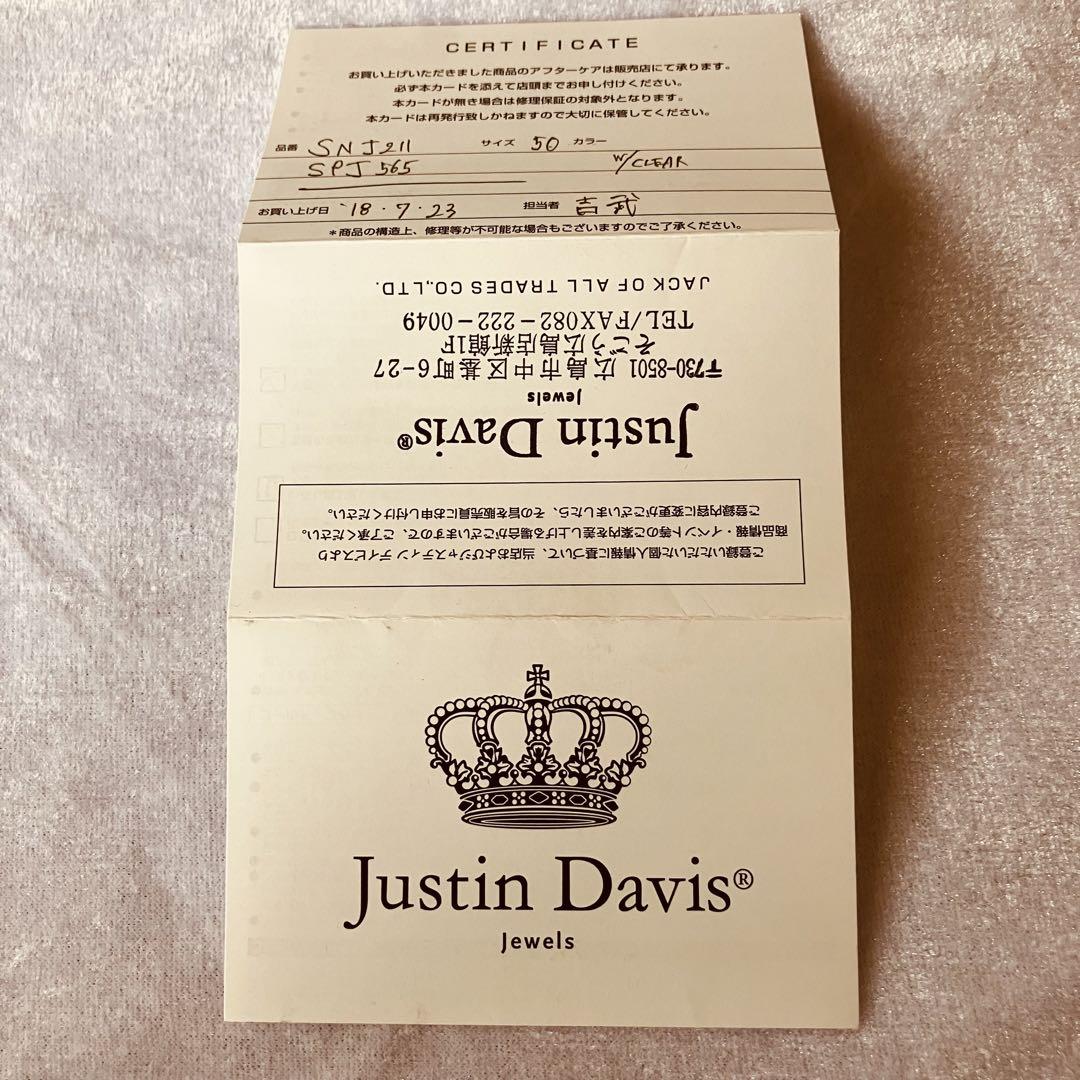 CERTIFICATE
お買い上げいただきました商品のアフターケアは販売店にて承ります。
必ず本カードを添えて店頭までお申し付けください。
本カードが無き場合は修理保証の対象外となります。
本カードは再発行致しかねますので大切に保管してください。
品番 SNJ211 サイズ 50 カラー
SPJ565 W/CLEAR
お買い上げ日 '18・7・23 担当者 吉武
*商品の構造上、修理等が不可能な場合もございますのでご了承ください。
Justin Davis®
Jewels
〒730-8501 広島市中区基町6-27
そごう広島店新館1F
TEL/FAX082-222-0049
JACK OF ALL TRADES CO.,LTD.
ご登録いただいた個人情報に基づいて、当店およびジャスティン デイビスより
商品情報・イベント等のご案内を差し上げる場合がございますので、ご了承ください。
ご登録内容に変更がございましたら、その旨を販売員にお申し付けください。
Justin Davis®
Jewels